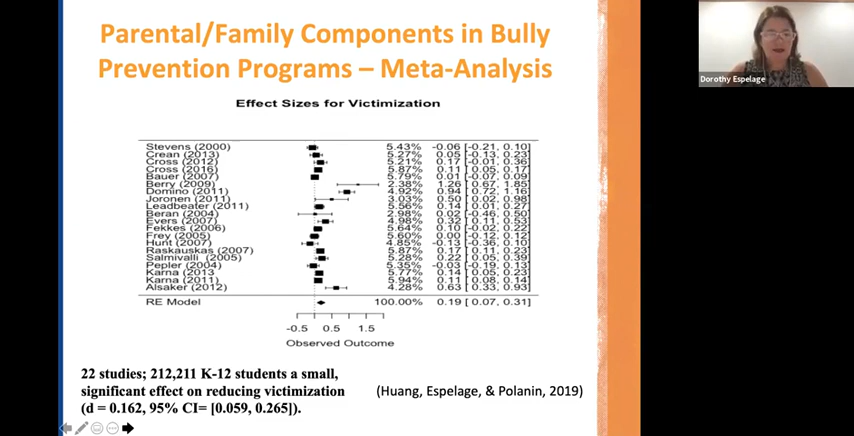 Parental/Family Components in Bully
Prevention Programs – Meta-Analysis
Dorothy Espelage
Effect Sizes for Victimization
Stevens (2000) 5.43% -0.06 [-0.21, 0.10]
Crean (2013) 5.27% 0.05 [-0.13, 0.23]
Cross (2012) 5.21% 0.17 [-0.01, 0.36]
Cross (2016) 5.87% 0.11 [ 0.05, 0.17]
Bauer (2007) 5.79% 0.01 [-0.07, 0.09]
Berry (2009) 2.38% 1.26 [ 0.67, 1.85]
Domino (2011) 4.92% 0.94 [ 0.72, 1.16]
Joronen (2011) 3.03% 0.50 [ 0.02, 0.98]
Leadbeater (2011) 5.56% 0.14 [ 0.01, 0.27]
Beran (2004) 2.98% 0.02 [-0.46, 0.50]
Evers (2007) 4.98% 0.32 [ 0.11, 0.53]
Fekkes (2006) 5.64% 0.10 [-0.02, 0.22]
Frey (2005) 5.60% 0.00 [-0.12, 0.12]
Hunt (2007) 4.85% -0.13 [-0.36, 0.10]
Raskauskas (2007) 5.87% 0.17 [ 0.11, 0.23]
Salmivalli (2005) 5.28% 0.22 [ 0.05, 0.39]
Pepler (2004) 5.35% -0.03 [-0.19, 0.13]
Karna (2013 5.77% 0.14 [ 0.05, 0.23]
Karna (2011) 5.94% 0.11 [ 0.08, 0.14]
Alsaker (2012) 4.28% 0.63 [ 0.33, 0.93]
RE Model 100.00% 0.19 [ 0.07, 0.31]
-0.5 0.5 1.5
Observed Outcome
22 studies; 212,211 K-12 students a small,
significant effect on reducing victimization
(d = 0.162, 95% CI= [0.059, 0.265]).
(Huang, Espelage, & Polanin, 2019)